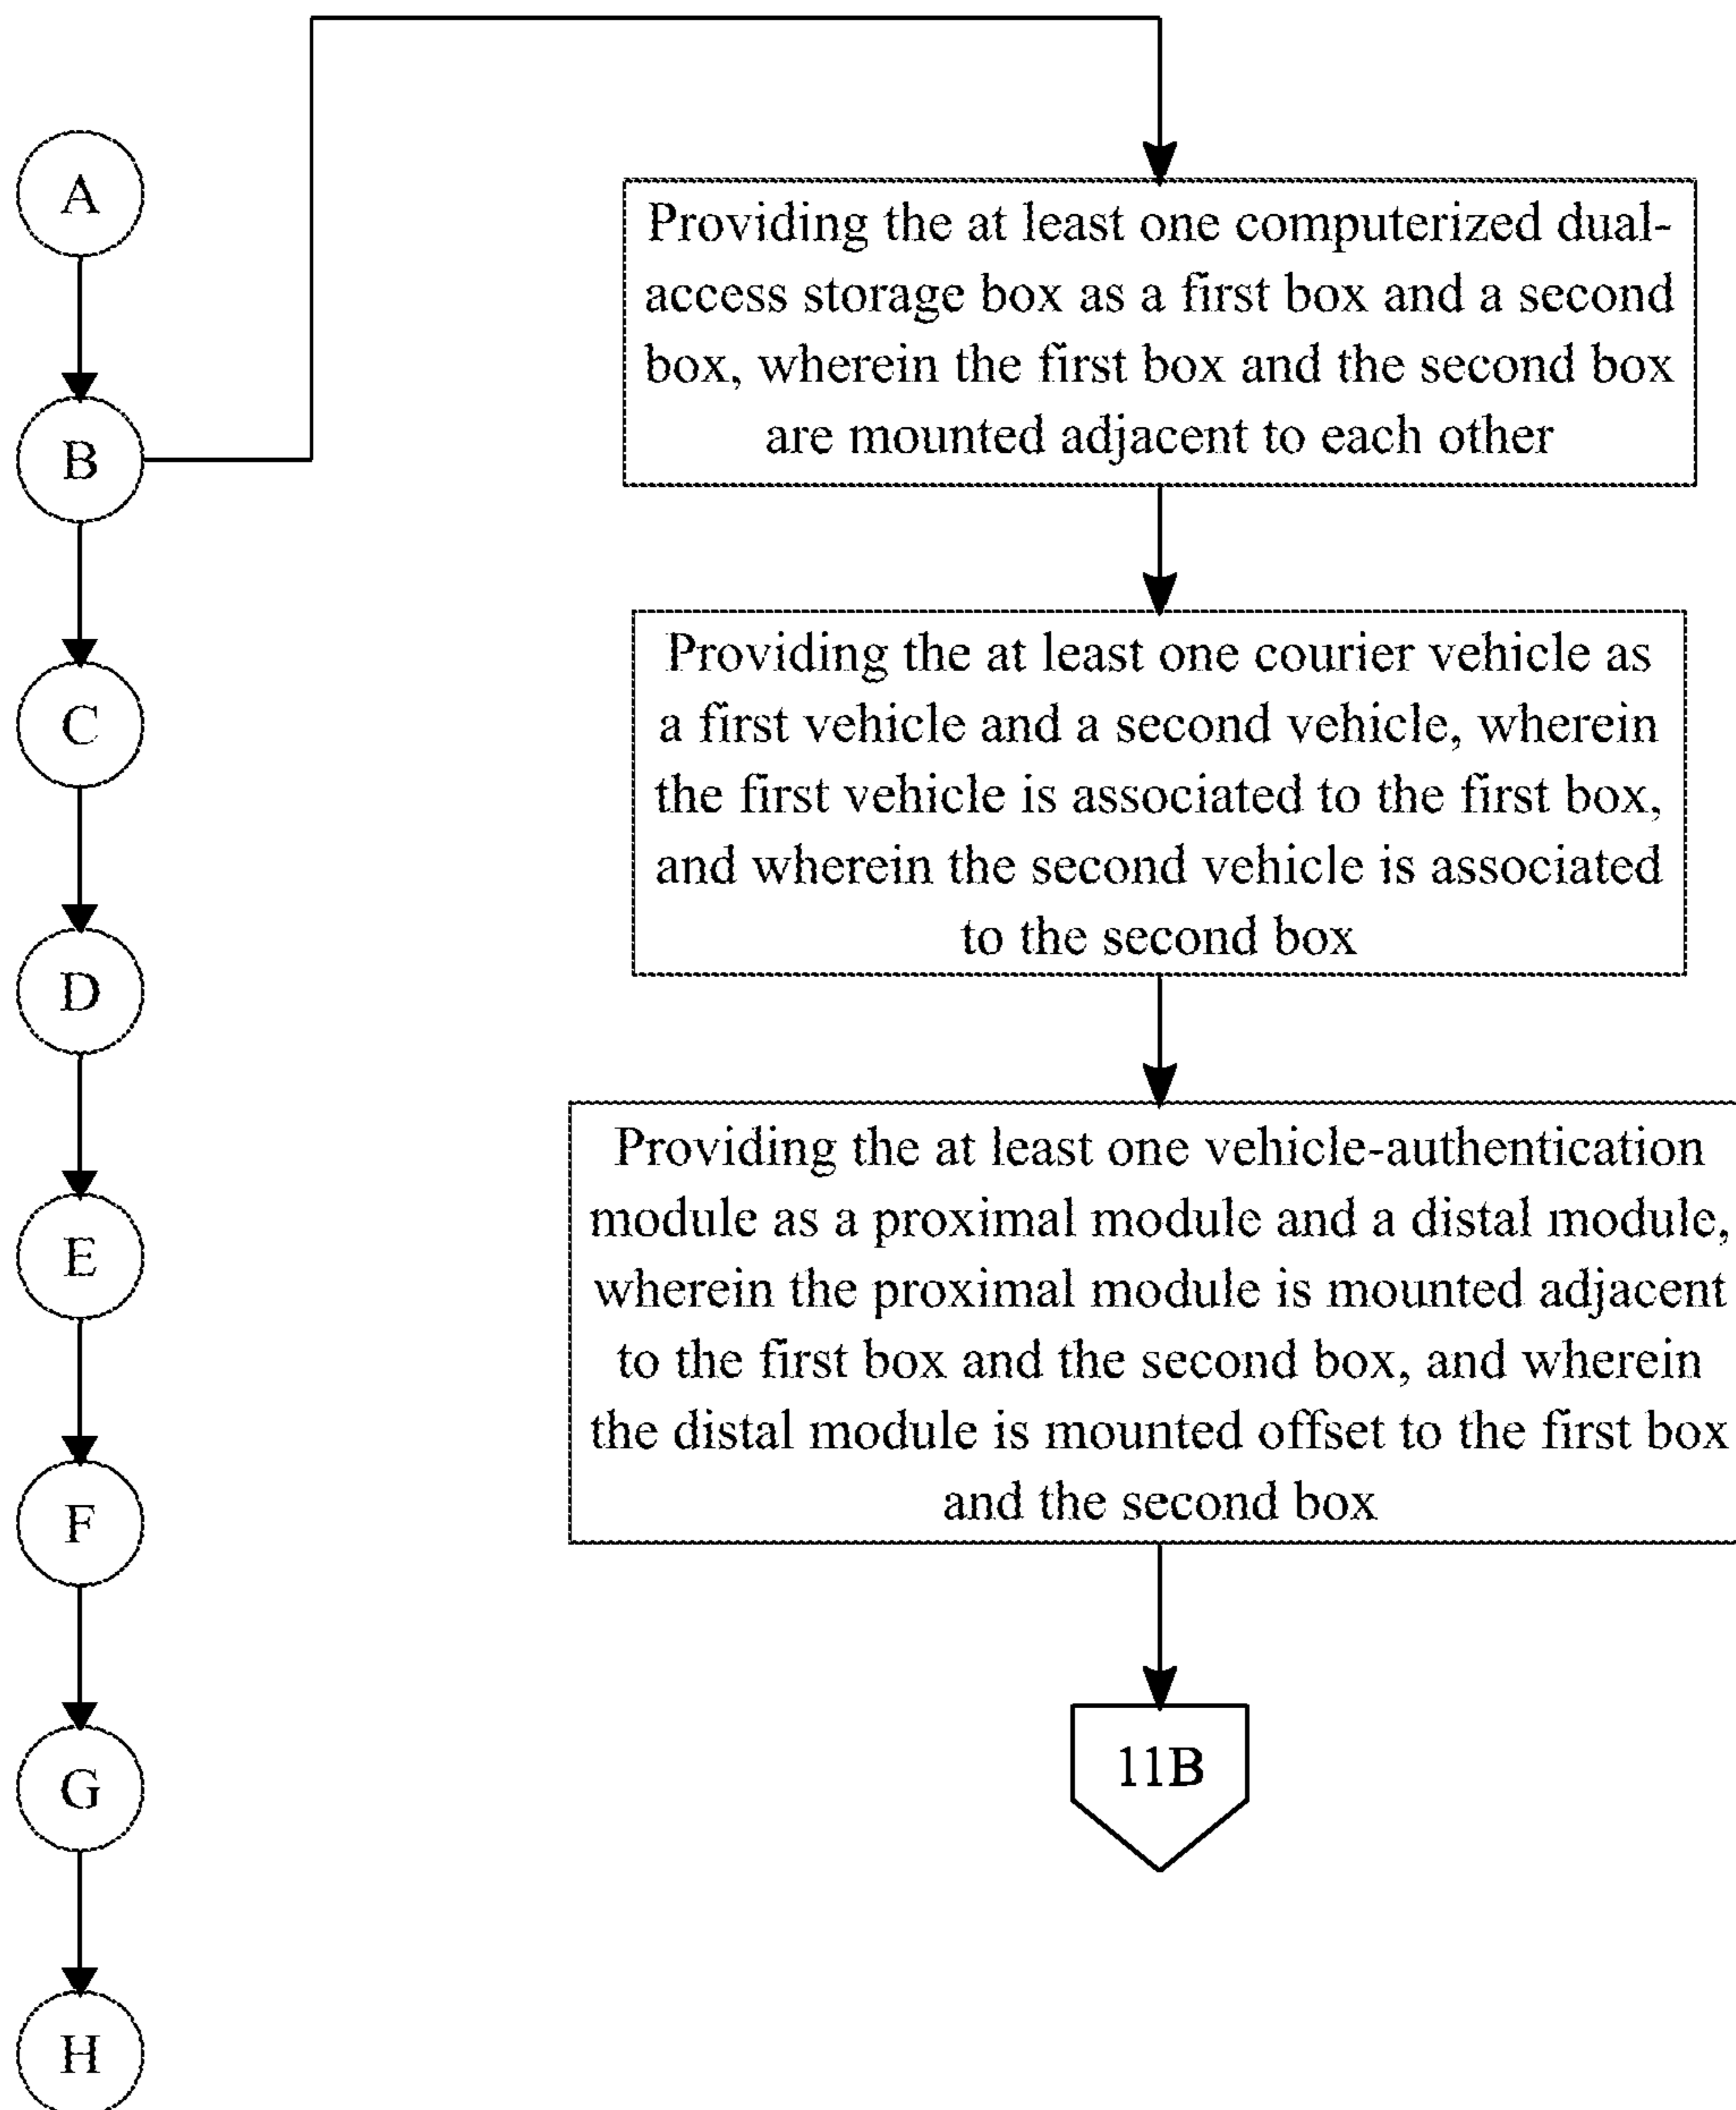 A
B
C
D
E
F
G
H
Providing the at least one computerized dual-
access storage box as a first box and a second
box, wherein the first box and the second box
are mounted adjacent to each other
Providing the at least one courier vehicle as
a first vehicle and a second vehicle, wherein
the first vehicle is associated to the first box,
and wherein the second vehicle is associated
to the second box
Providing the at least one vehicle-authentication
module as a proximal module and a distal module,
wherein the proximal module is mounted adjacent
to the first box and the second box, and wherein
the distal module is mounted offset to the first box
and the second box
11B